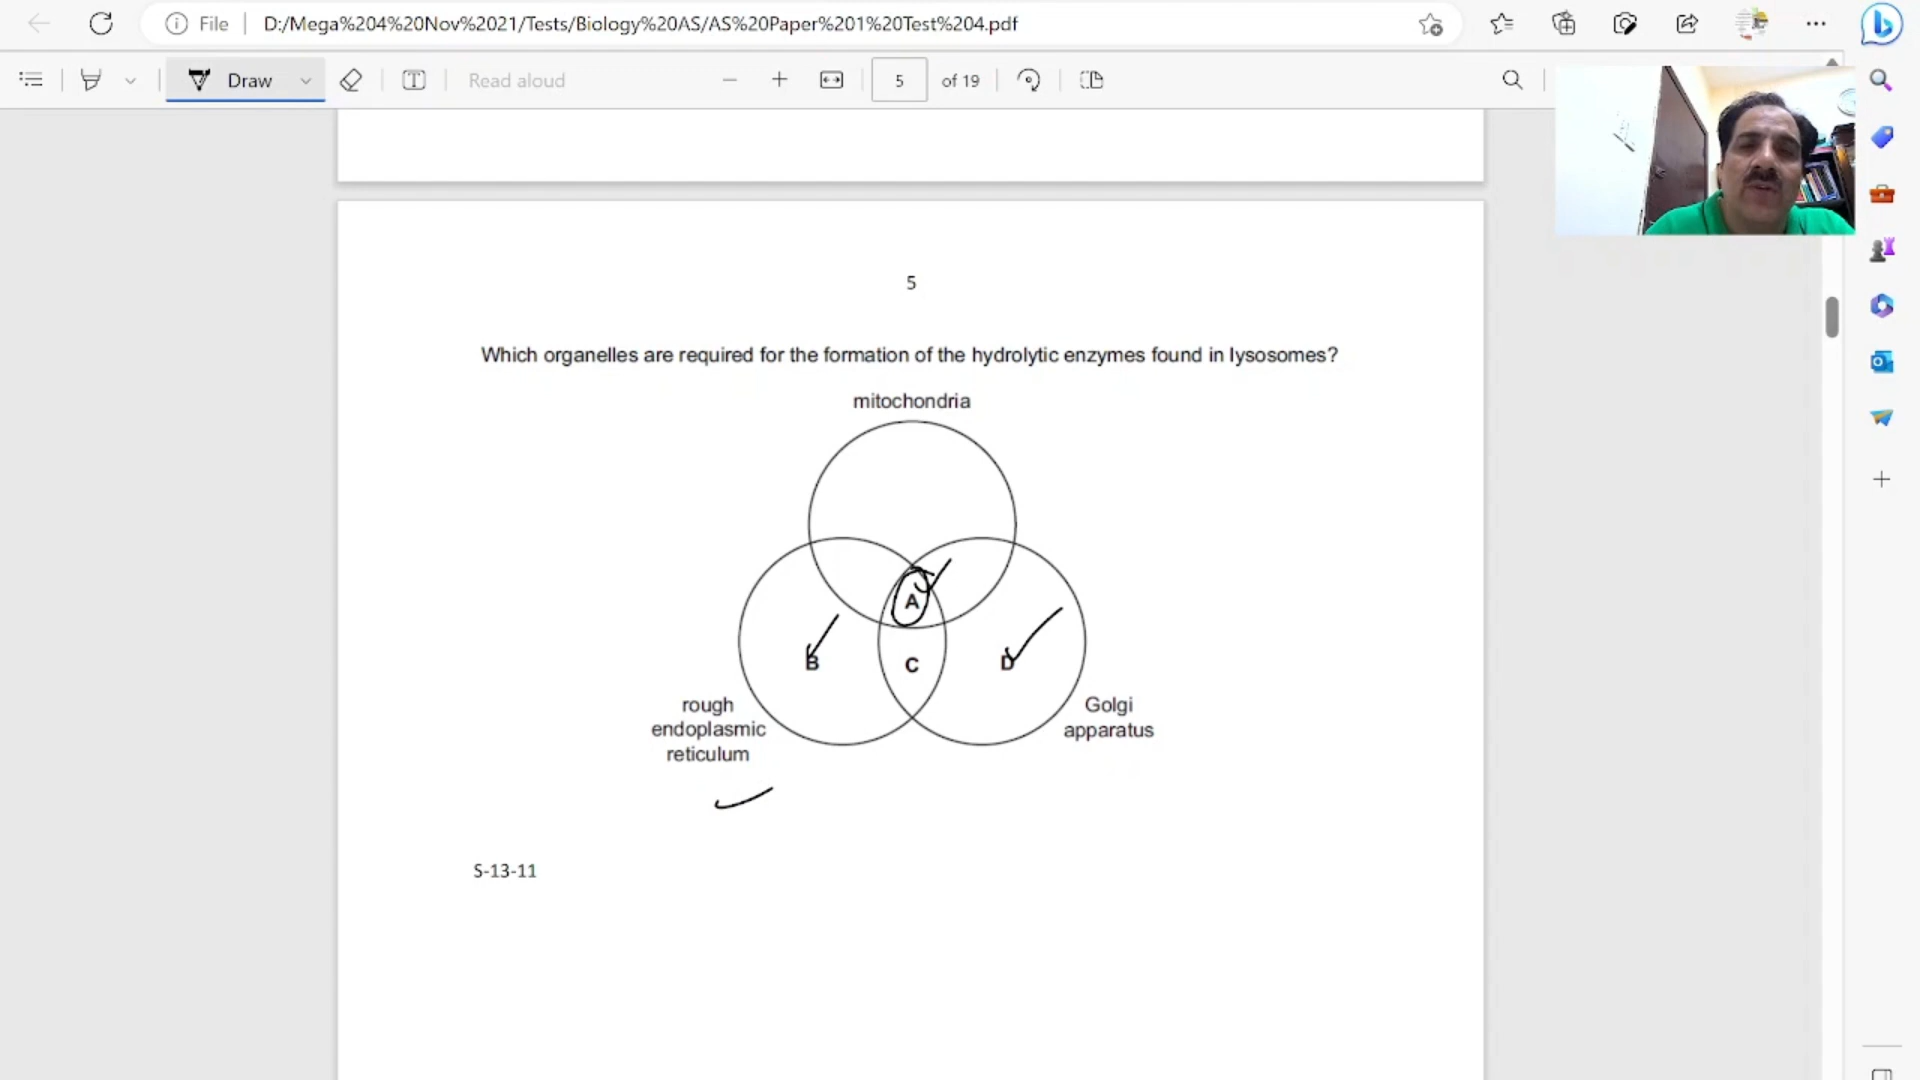 File
D:/Mega%204%20Nov%2021/Tests/Biology%20AS/AS%20Paper%201%20Test%204.pdf
Draw
Read aloud
5 of 19
5
Which organelles are required for the formation of the hydrolytic enzymes found in lysosomes?
mitochondria
A
B C D
rough
endoplasmic
reticulum
Golgi
apparatus
S-13-11